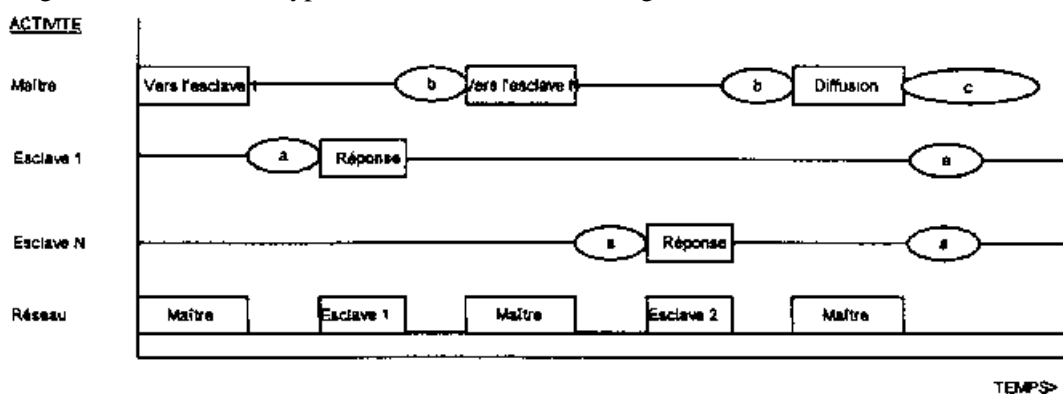 ACTIVITE
Maître Vers l'esclave 1 b Vers l'esclave N b Diffusion c
Esclave 1 a Réponse a
Esclave N a Réponse a
Réseau Maître Esclave 1 Maître Esclave 2 Maître
TEMPS>